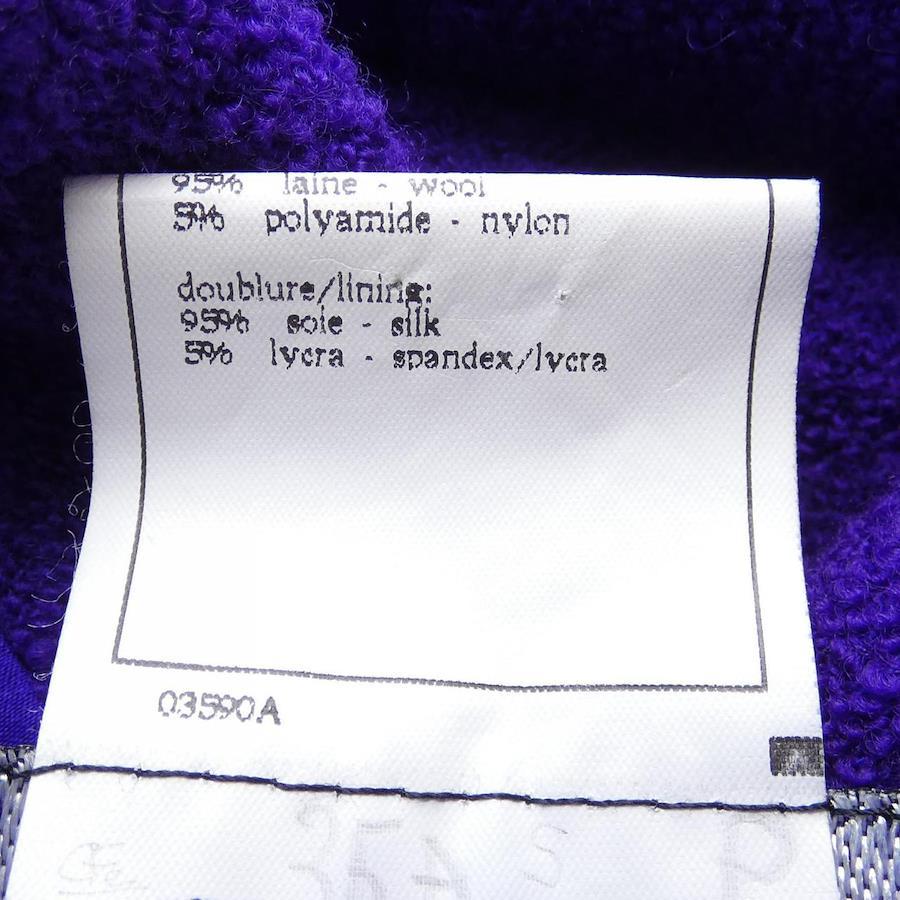 95% laine - wool
5% polyamide - nylon
doublure/lining:
95% soie - silk
5% lycra - spandex/lycra
03590A